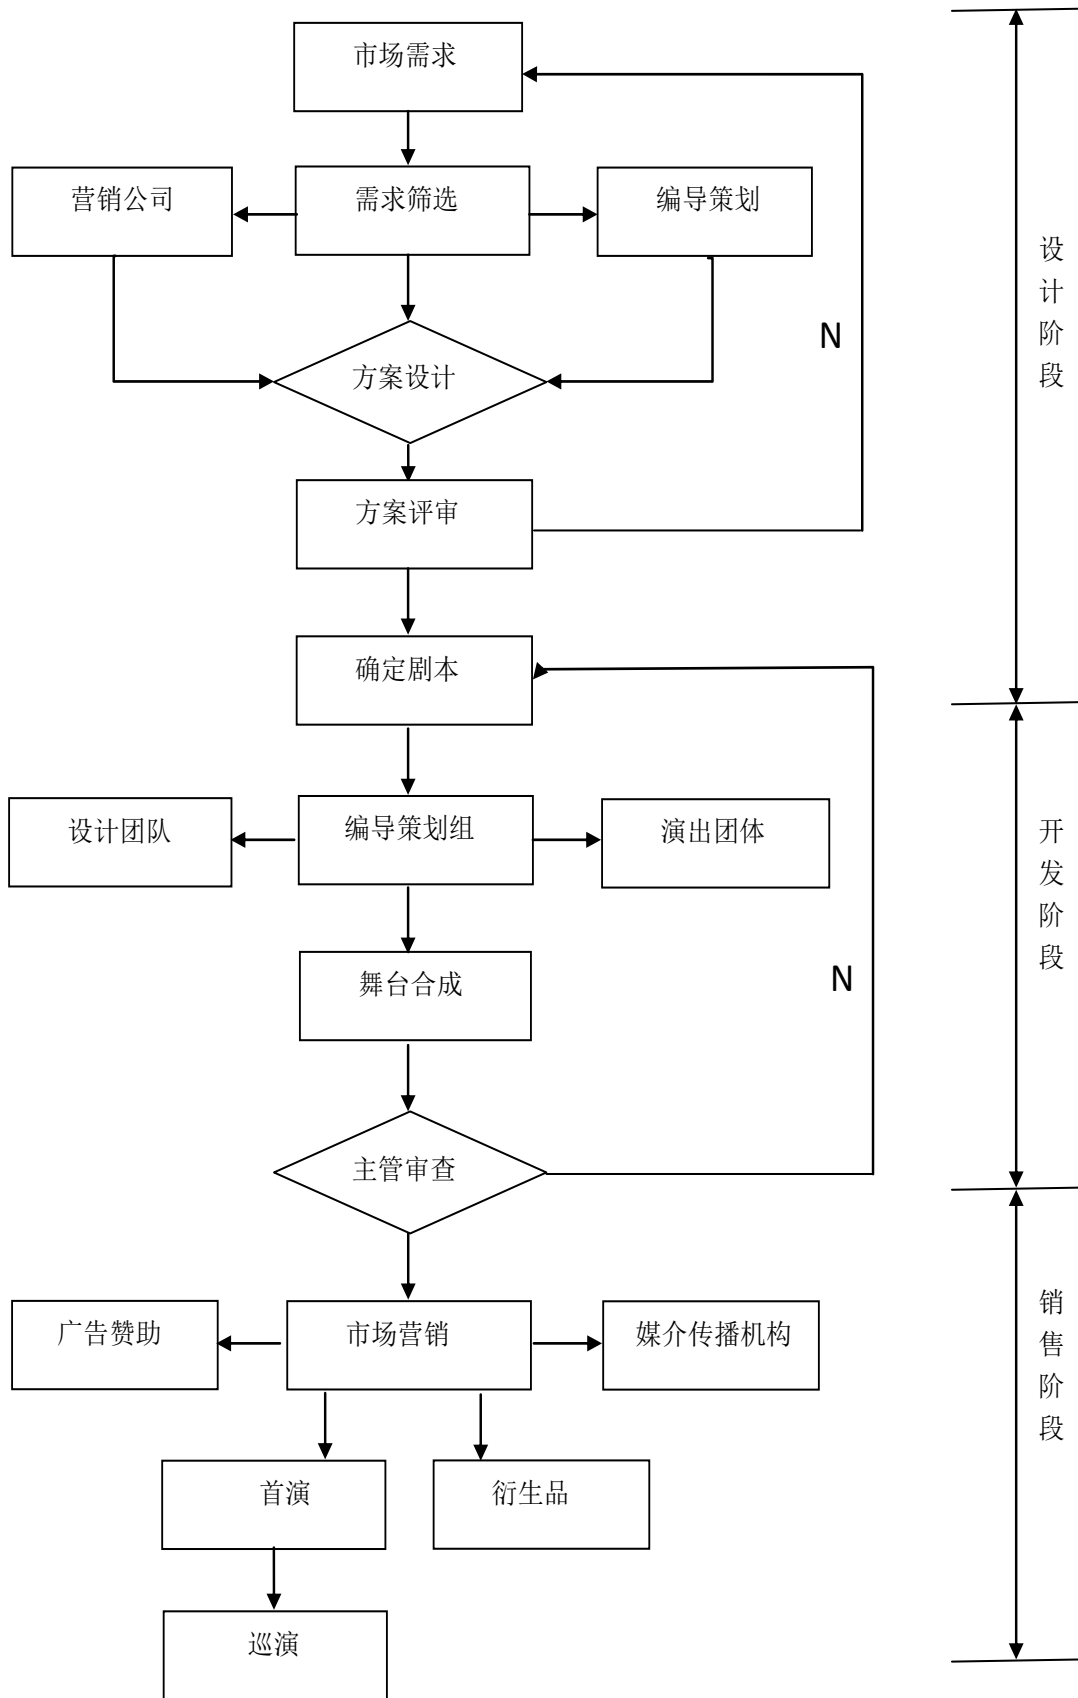 市场需求
营销公司
需求筛选
编导策划
设计阶段
N
方案设计
方案评审
确定剧本
设计团队
编导策划组
演出团体
开发阶段
舞台合成
N
主管审查
广告赞助
市场营销
媒介传播机构
销售阶段
首演
衍生品
巡演